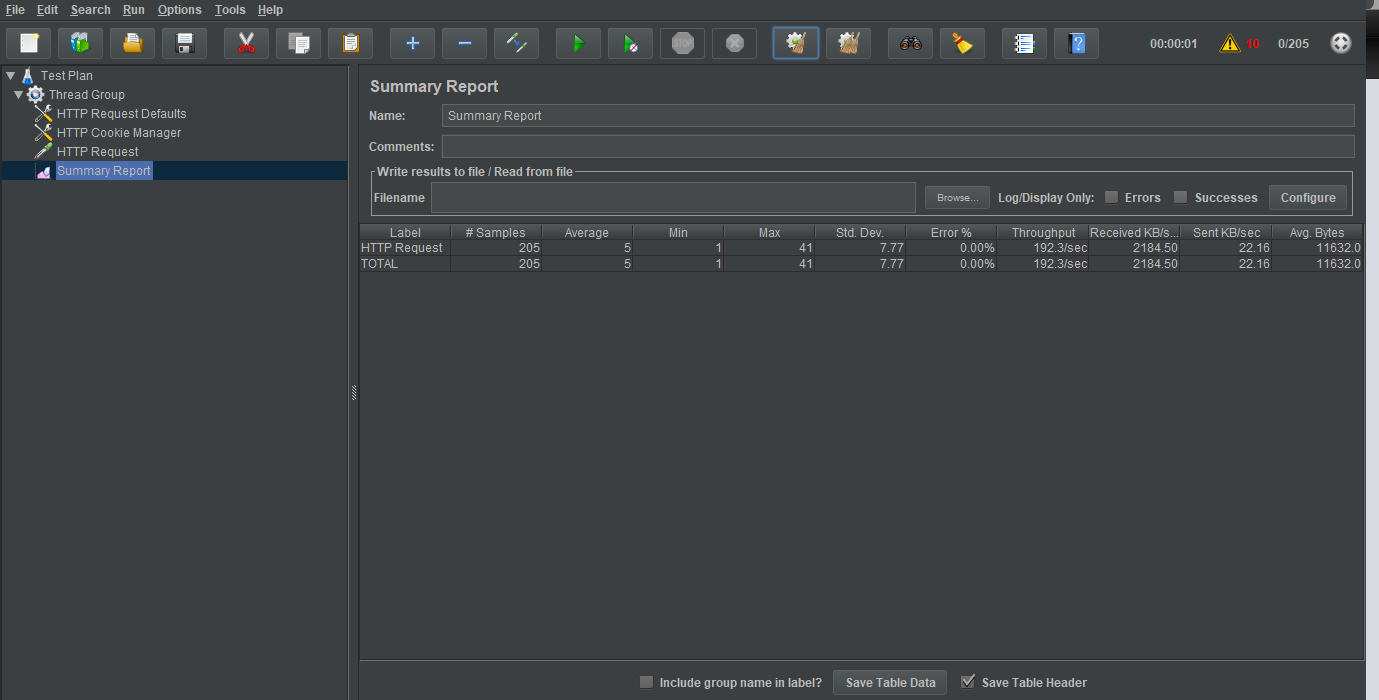 File Edit Search Run Options Tools Help
STOP 00:00:01 10 0/205
Test Plan
Thread Group
HTTP Request Defaults
HTTP Cookie Manager
HTTP Request
Summary Report
Summary Report
Name: Summary Report
Comments:
Write results to file / Read from file
Filename Browse... Log/Display Only: Errors Successes Configure
Label # Samples Average Min Max Std. Dev. Error % Throughput Received KB/s... Sent KB/sec Avg. Bytes
HTTP Request 205 5 1 41 7.77 0.00% 192.3/sec 2184.50 22.16 11632.0
TOTAL 205 5 1 41 7.77 0.00% 192.3/sec 2184.50 22.16 11632.0
Include group name in label? Save Table Data Save Table Header